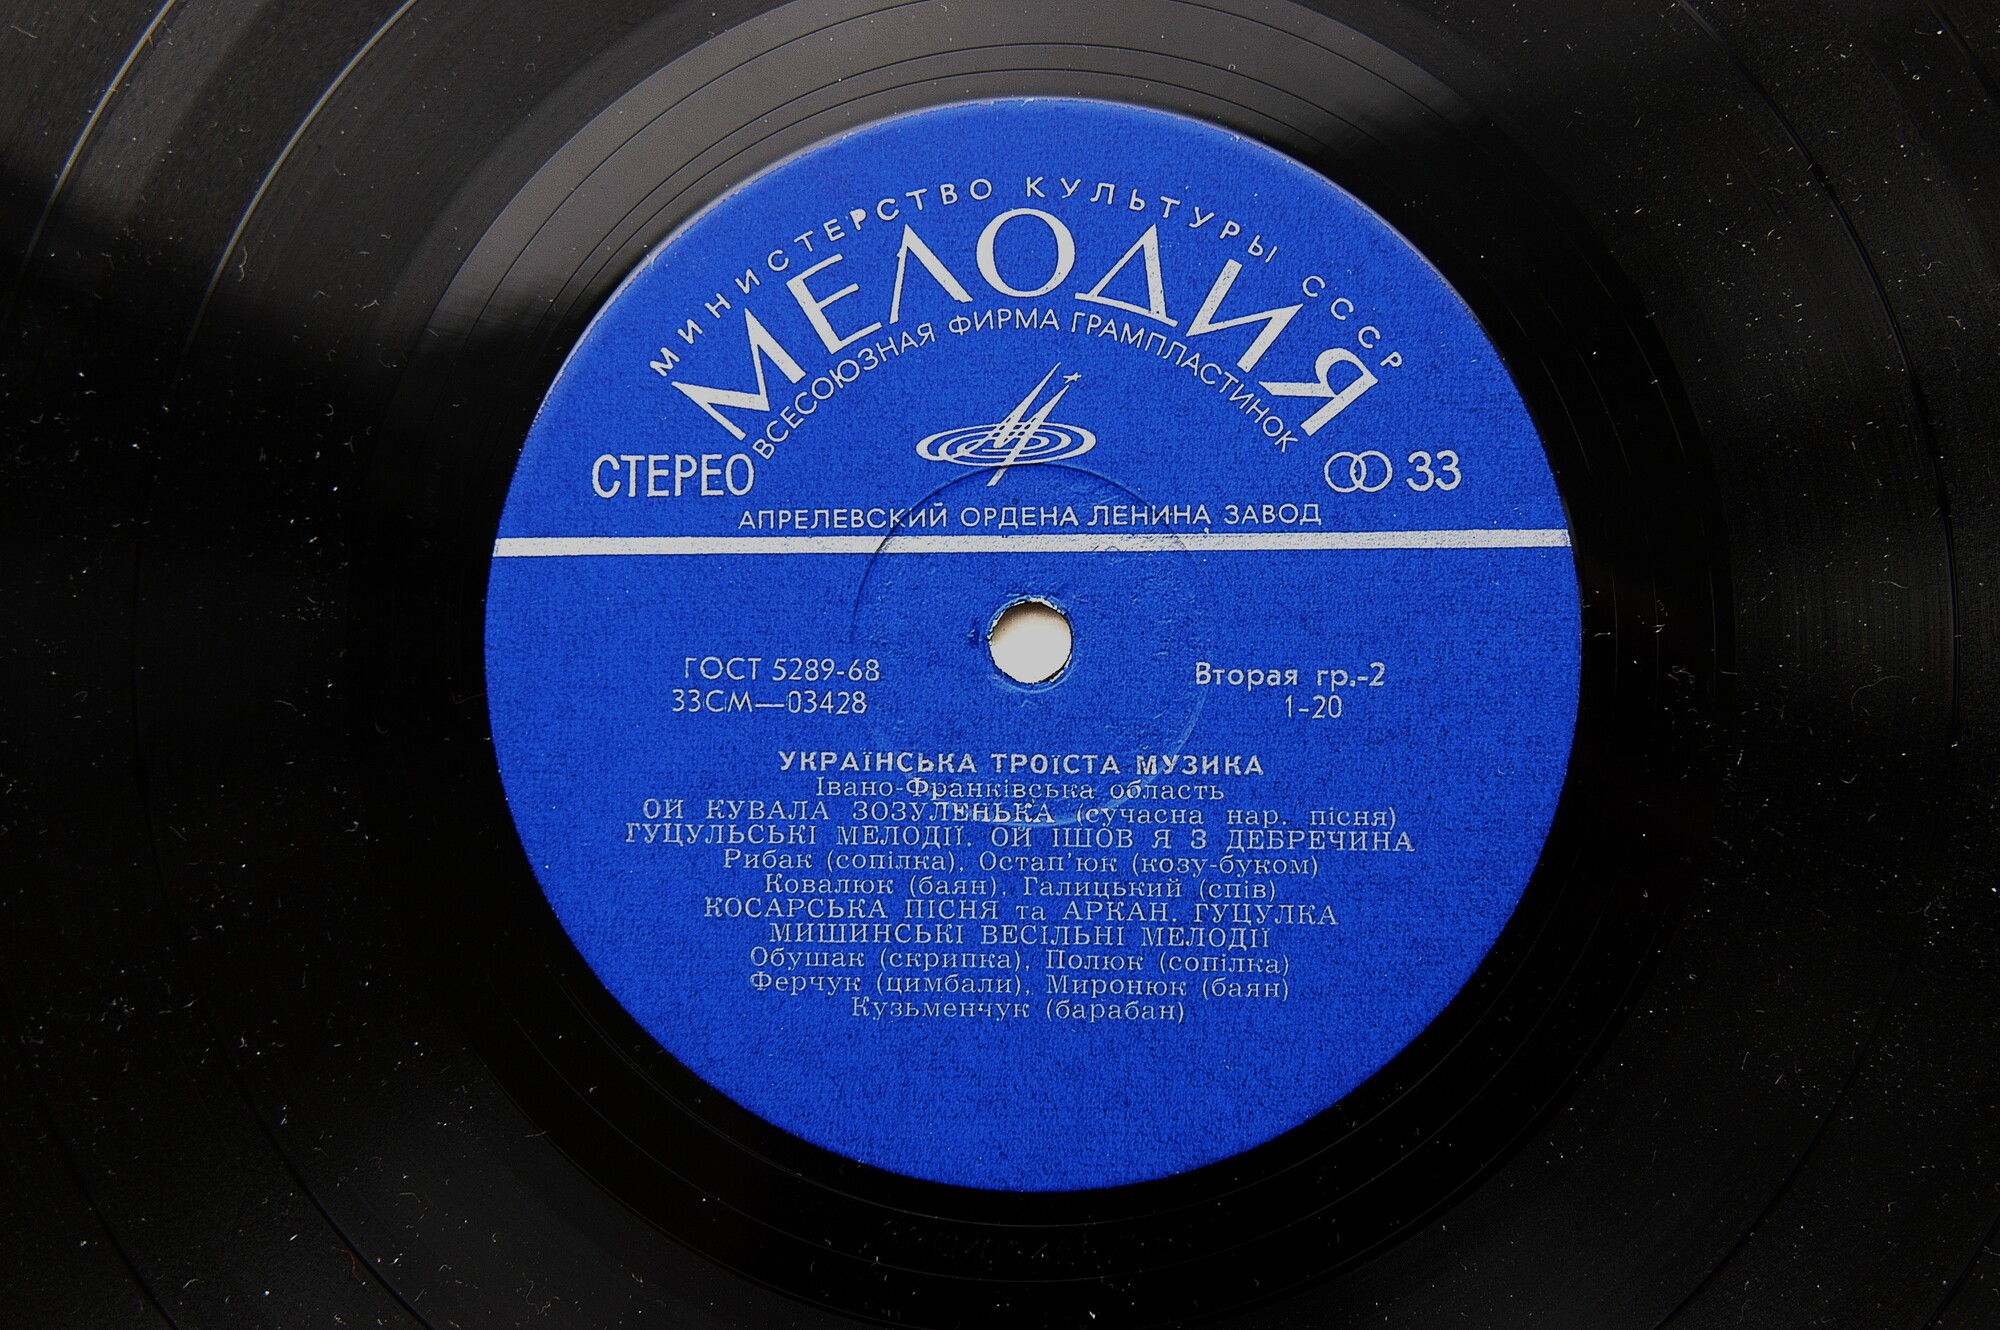 МИНИСТЕРСТВО КУЛЬТУРЫ СССР
МЕЛОДИЯ
ВСЕСОЮЗНАЯ ФИРМА ГРАМПЛАСТИНОК
СТЕРЕО
33
АПРЕЛЕВСКИЙ ОРДЕНА ЛЕНИНА ЗАВОД
ГОСТ 5289-68
33СМ—03428
Вторая гр.-2
1-20
УКРАЇНСЬКА ТРОЇСТА МУЗИКА
Івано-Франківська область
ОЙ КУВАЛА ЗОЗУЛЕНЬКА (сучасна нар. пісня)
ГУЦУЛЬСЬКІ МЕЛОДІЇ. ОЙ ІШОВ Я З ДЕБРЕЧИНА
Рибак (сопілка), Остап'юк (козу-буком)
Ковалюк (баян), Галицький (спів)
КОСАРСЬКА ПІСНЯ та АРКАН. ГУЦУЛКА
МИШИНСЬКІ ВЕСІЛЬНІ МЕЛОДІЇ
Обушак (скрипка), Полюк (сопілка)
Ферчук (цимбали), Миронюк (баян)
Кузьменчук (барабан)